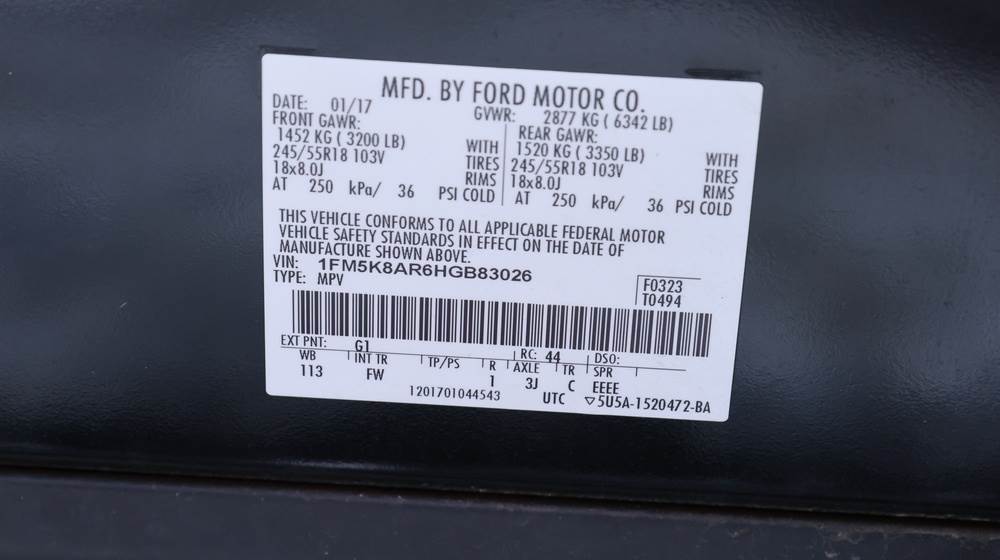 MFD. BY FORD MOTOR CO.
DATE: 01/17 GVWR: 2877 KG ( 6342 LB)
FRONT GAWR: REAR GAWR:
1452 KG ( 3200 LB) WITH 1520 KG ( 3350 LB) WITH
245/55R18 103V TIRES 245/55R18 103V TIRES
18x8.0J RIMS 18x8.0J RIMS
AT 250 kPa/ 36 PSI COLD AT 250 kPa/ 36 PSI COLD
THIS VEHICLE CONFORMS TO ALL APPLICABLE FEDERAL MOTOR
VEHICLE SAFETY STANDARDS IN EFFECT ON THE DATE OF
MANUFACTURE SHOWN ABOVE.
VIN: 1FM5K8AR6HGB83026 F0323
TYPE: MPV T0494
EXT PNT: G1 RC: 44 DSO:
WB INT TR TP/PS R AXLE TR SPR
113 FW 1 3J C EEEE
1201701044543 UTC ▽5U5A-1520472-BA